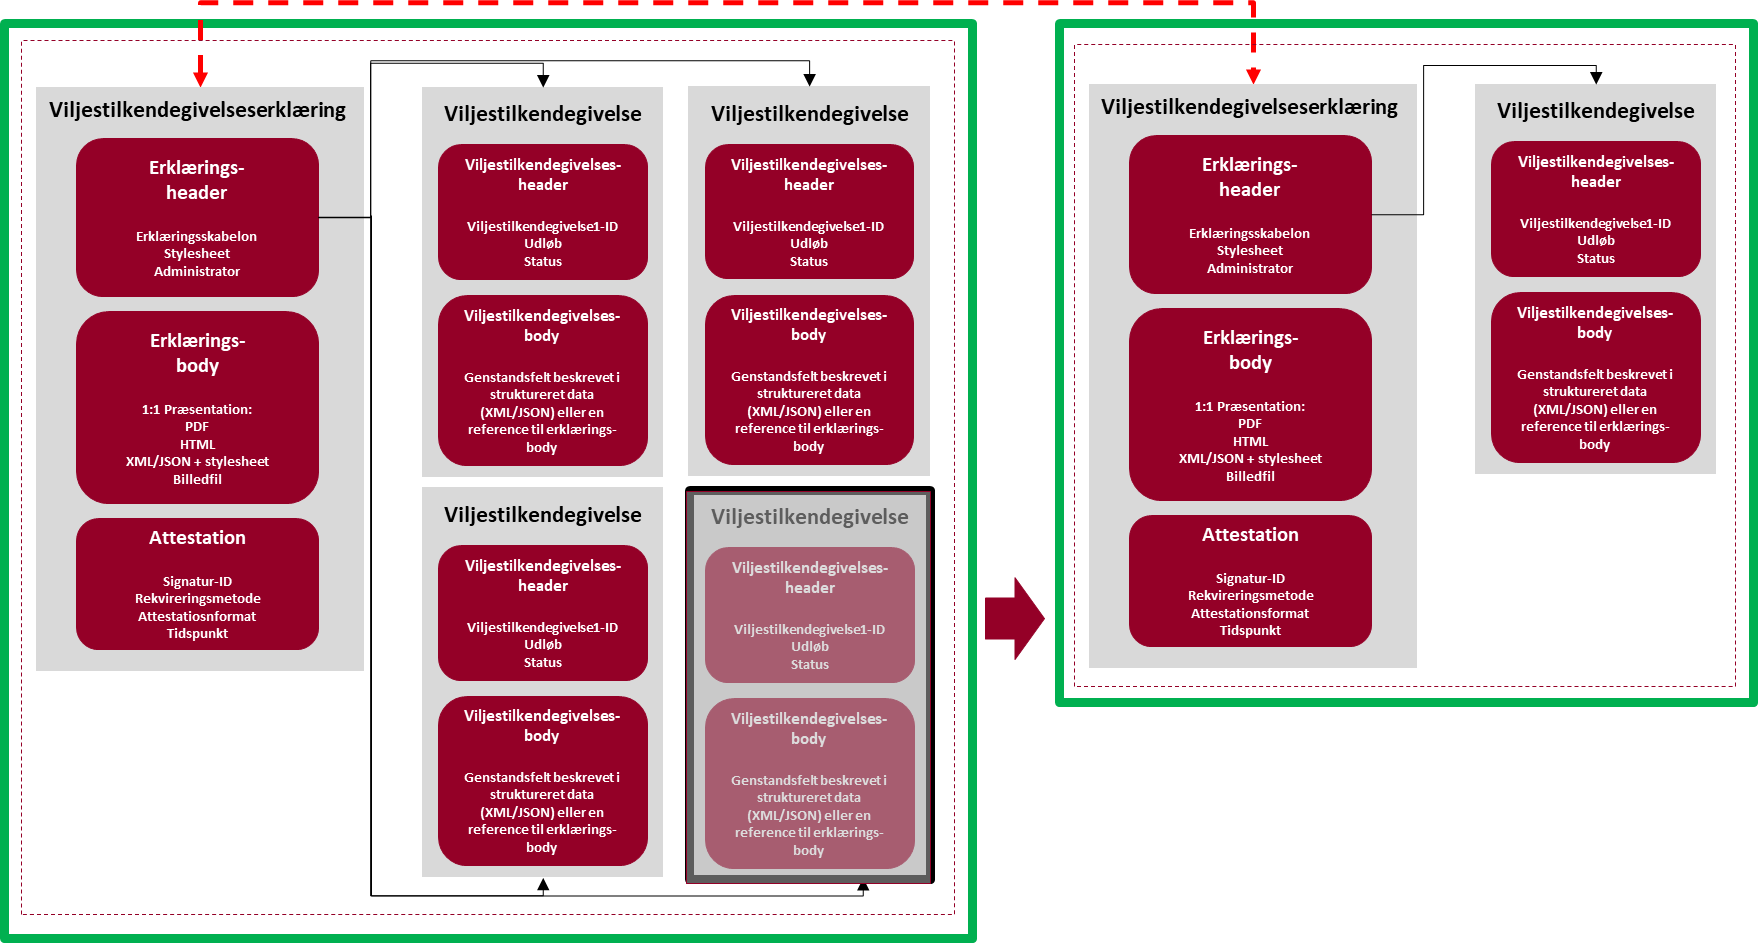 Viljestilkendegivelseserklæring
Erklærings-
header
Erklæringsskabelon
Stylesheet
Administrator
Erklærings-
body
1:1 Præsentation:
PDF
HTML
XML/JSON + stylesheet
Billedfil
Attestation
Signatur-ID
Rekvireringsmetode
Attestationsformat
Tidspunkt
Viljestilkendegivelse
Viljestilkendegivelses-
header
Viljestilkendegivelse1-ID
Udløb
Status
Viljestilkendegivelses-
body
Genstandsfelt beskrevet i
struktureret data
(XML/JSON) eller en
reference til erklærings-
body
Viljestilkendegivelse
Viljestilkendegivelses-
header
Viljestilkendegivelse1-ID
Udløb
Status
Viljestilkendegivelses-
body
Genstandsfelt beskrevet i
struktureret data
(XML/JSON) eller en
reference til erklærings-
body
Viljestilkendegivelse
Viljestilkendegivelses-
header
Viljestilkendegivelse1-ID
Udløb
Status
Viljestilkendegivelses-
body
Genstandsfelt beskrevet i
struktureret data
(XML/JSON) eller en
reference til erklærings-
body
Viljestilkendegivelse
Viljestilkendegivelses-
header
Viljestilkendegivelse1-ID
Udløb
Status
Viljestilkendegivelses-
body
Genstandsfelt beskrevet i
struktureret data
(XML/JSON) eller en
reference til erklærings-
body
Viljestilkendegivelseserklæring
Erklærings-
header
Erklæringsskabelon
Stylesheet
Administrator
Erklærings-
body
1:1 Præsentation:
PDF
HTML
XML/JSON + stylesheet
Billedfil
Attestation
Signatur-ID
Rekvireringsmetode
Attestationsformat
Tidspunkt
Viljestilkendegivelse
Viljestilkendegivelses-
header
Viljestilkendegivelse1-ID
Udløb
Status
Viljestilkendegivelses-
body
Genstandsfelt beskrevet i
struktureret data
(XML/JSON) eller en
reference til erklærings-
body